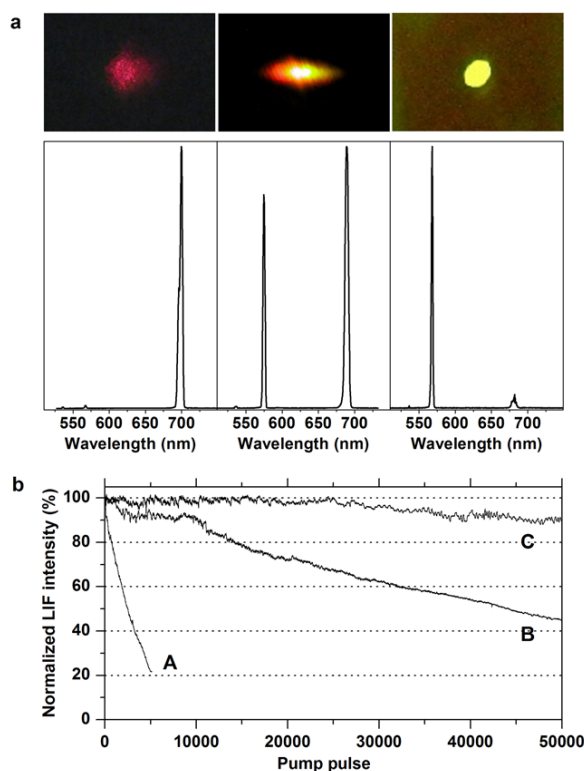 a
550 600 650 700 550 600 650 700 550 600 650 700
Wavelength (nm) Wavelength (nm) Wavelength (nm)
b
Normalized LIF intensity (%)
100
80
60
40
20
0
A
B
C
0 10000 20000 30000 40000 50000
Pump pulse